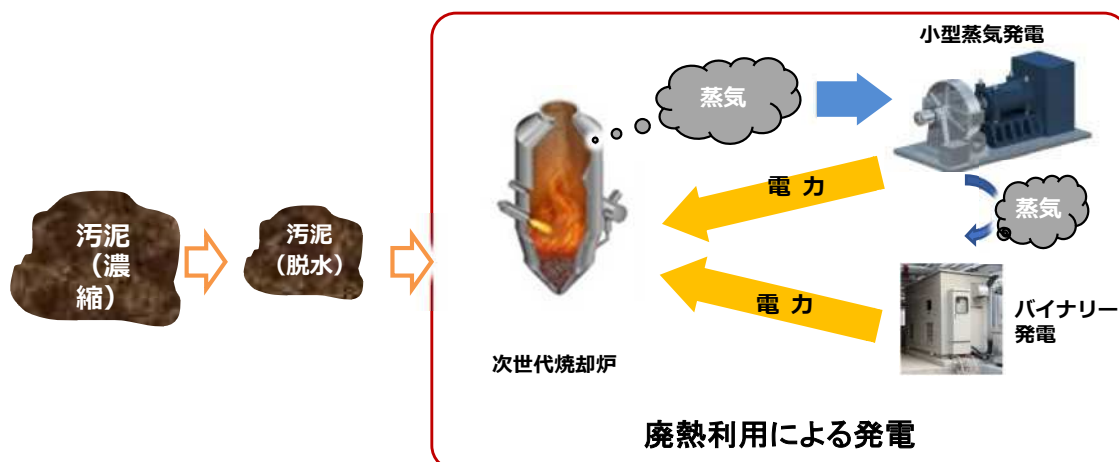 汚泥
（濃
縮）
汚泥
（脱水）
蒸気
小型蒸気発電
電 力
蒸気
電 力
バイナリー
発電
次世代焼却炉
廃熱利用による発電